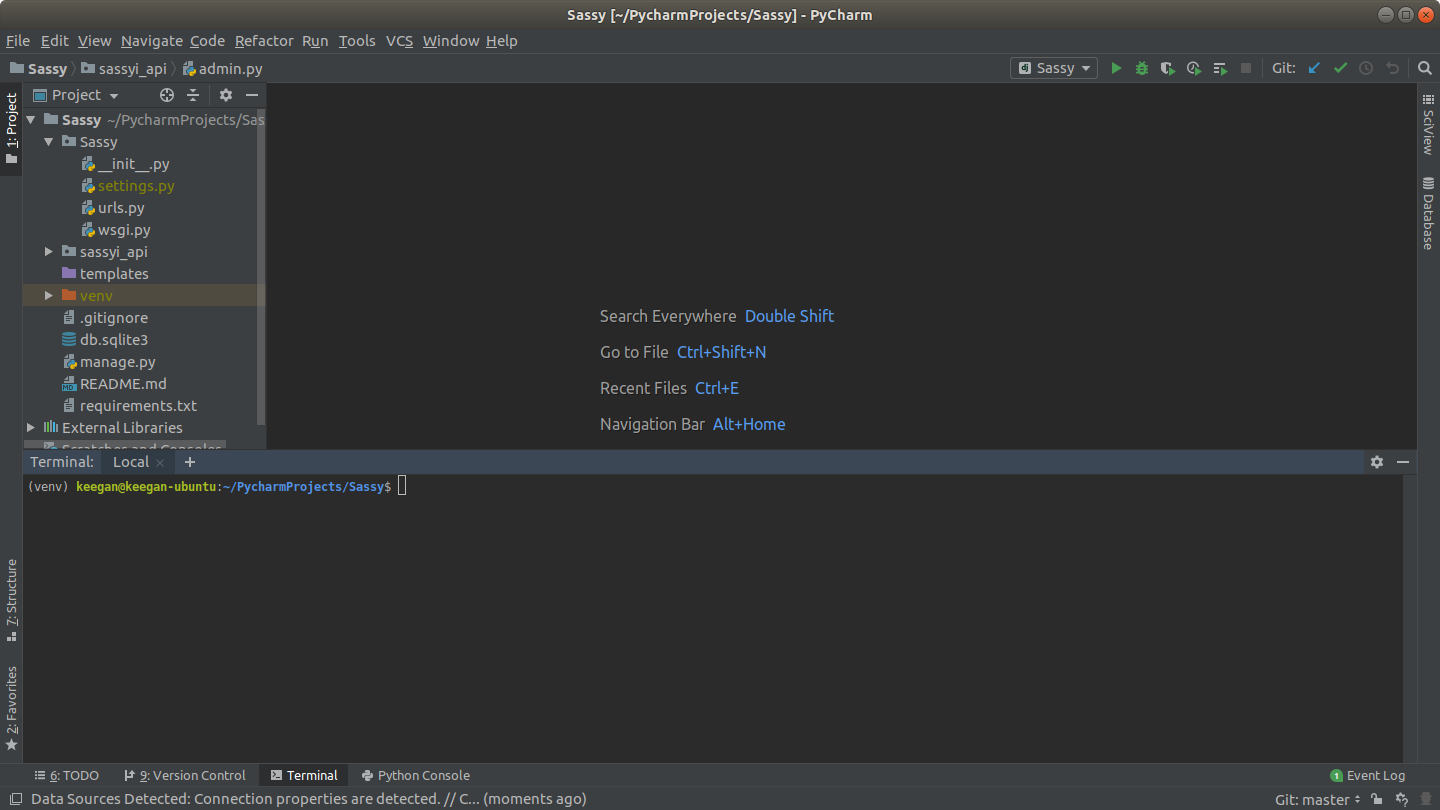 Sassy [~/PycharmProjects/Sassy] - PyCharm
File Edit View Navigate Code Refactor Run Tools VCS Window Help
Sassy sassyi_api admin.py Sassy Git:
Project
1: Project
Sassy ~/PycharmProjects/Sas
Sassy
__init__.py
settings.py
urls.py
wsgi.py
sassyi_api
templates
venv
.gitignore
db.sqlite3
manage.py
README.md
requirements.txt
External Libraries
Scratches and Consoles
Search Everywhere Double Shift
Go to File Ctrl+Shift+N
Recent Files Ctrl+E
Navigation Bar Alt+Home
SciView
Database
Terminal: Local +
(venv) keegan@keegan-ubuntu:~/PycharmProjects/Sassy$
7: Structure
2: Favorites
6: TODO 9: Version Control Terminal Python Console 1 Event Log
Data Sources Detected: Connection properties are detected. // C... (moments ago) Git: master